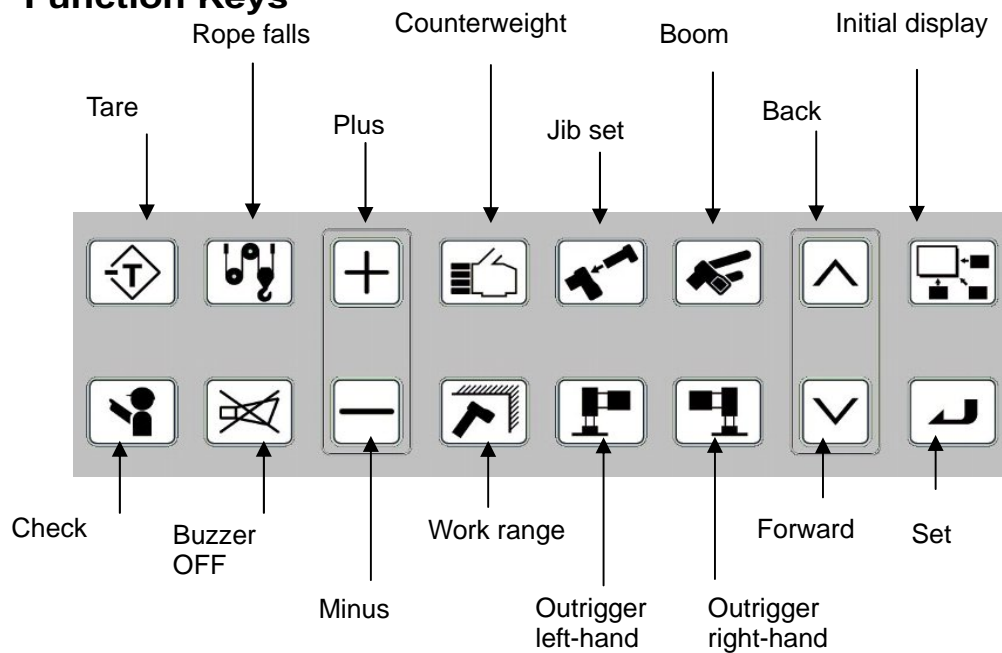 Function Keys
Rope falls
Counterweight
Boom
Initial display
Tare
Plus
Jib set
Back
T
Check
Buzzer
OFF
Work range
Forward
Set
Minus
Outrigger
left-hand
Outrigger
right-hand